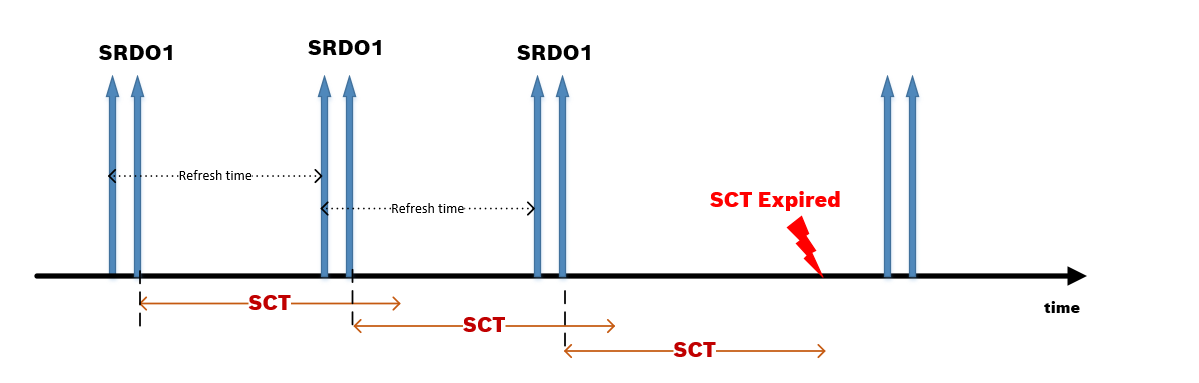 SRDO1
SRDO1
SRDO1
Refresh time
Refresh time
SCT Expired
SCT
time
SCT
SCT